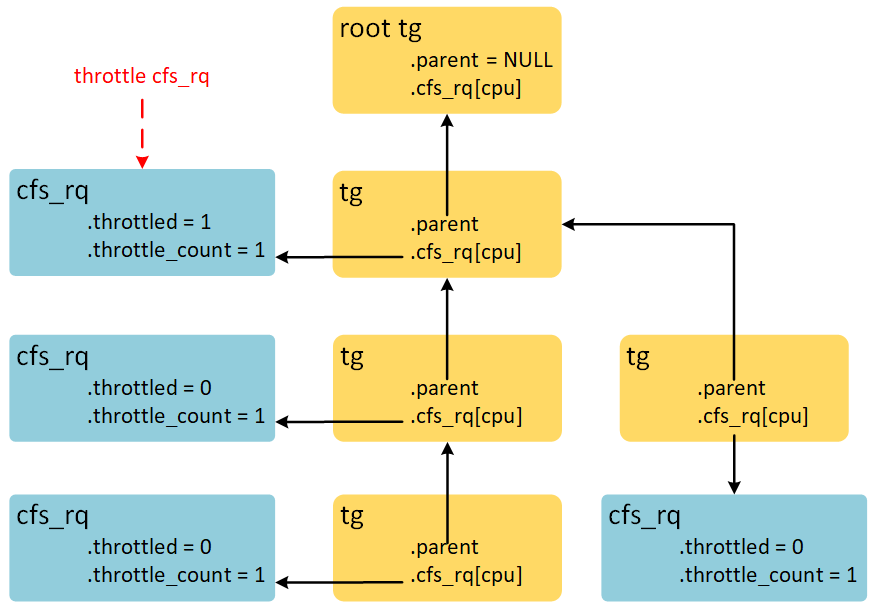 root tg
.parent = NULL
.cfs_rq[cpu]
throttle cfs_rq
cfs_rq
.throttled = 1
.throttle_count = 1
tg
.parent
.cfs_rq[cpu]
cfs_rq
.throttled = 0
.throttle_count = 1
tg
.parent
.cfs_rq[cpu]
tg
.parent
.cfs_rq[cpu]
cfs_rq
.throttled = 0
.throttle_count = 1
tg
.parent
.cfs_rq[cpu]
cfs_rq
.throttled = 0
.throttle_count = 1